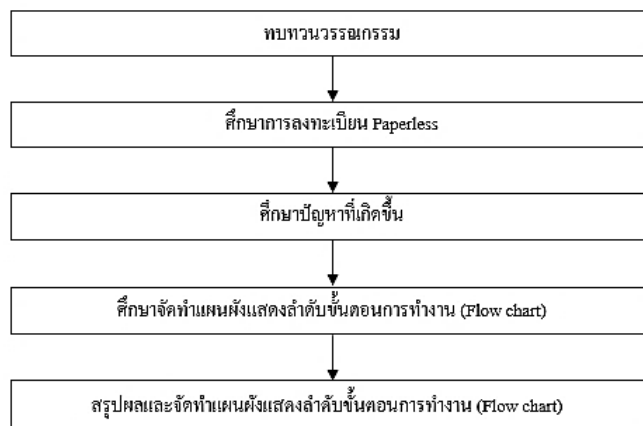 ทบทวนวรรณกรรม
ศึกษาการลงทะเบียน Paperless
ศึกษาปัญหาที่เกิดขึ้น
ศึกษาจัดทำแผนผังแสดงลำดับขั้นตอนการทำงาน (Flow chart)
สรุปผลและจัดทำแผนผังแสดงลำดับขั้นตอนการทำงาน (Flow chart)